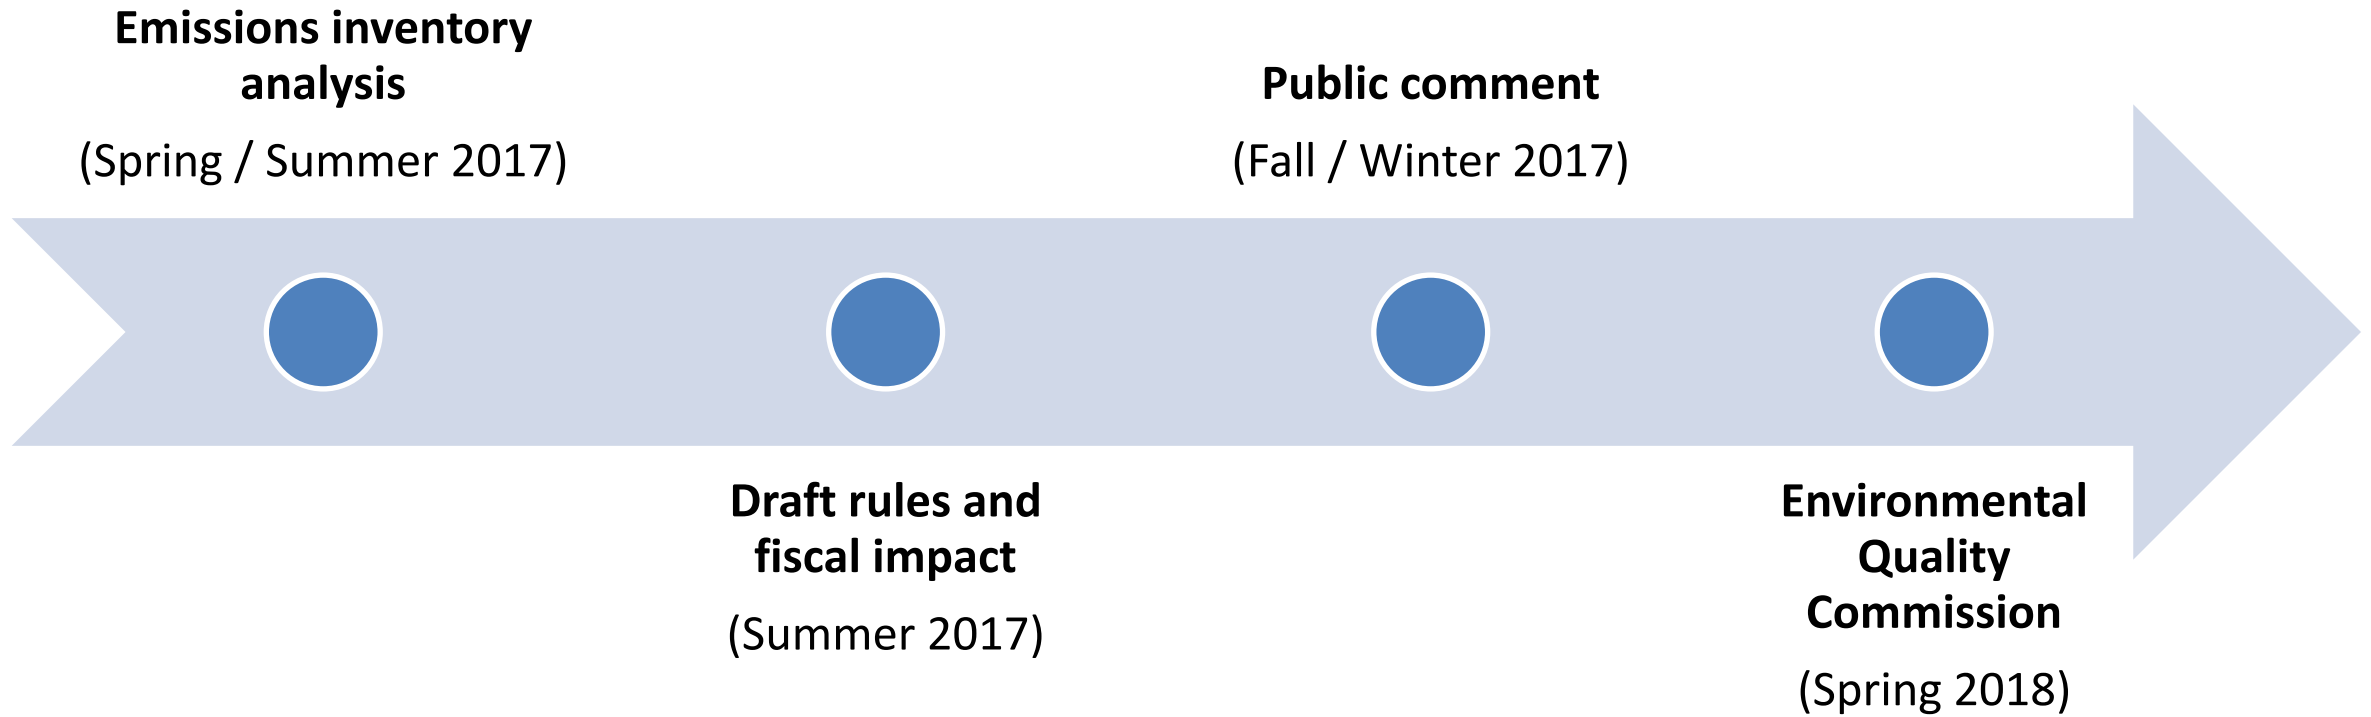 Emissions inventory
analysis
(Spring / Summer 2017)
Draft rules and
fiscal impact
(Summer 2017)
Public comment
(Fall / Winter 2017)
Environmental
Quality
Commission
(Spring 2018)